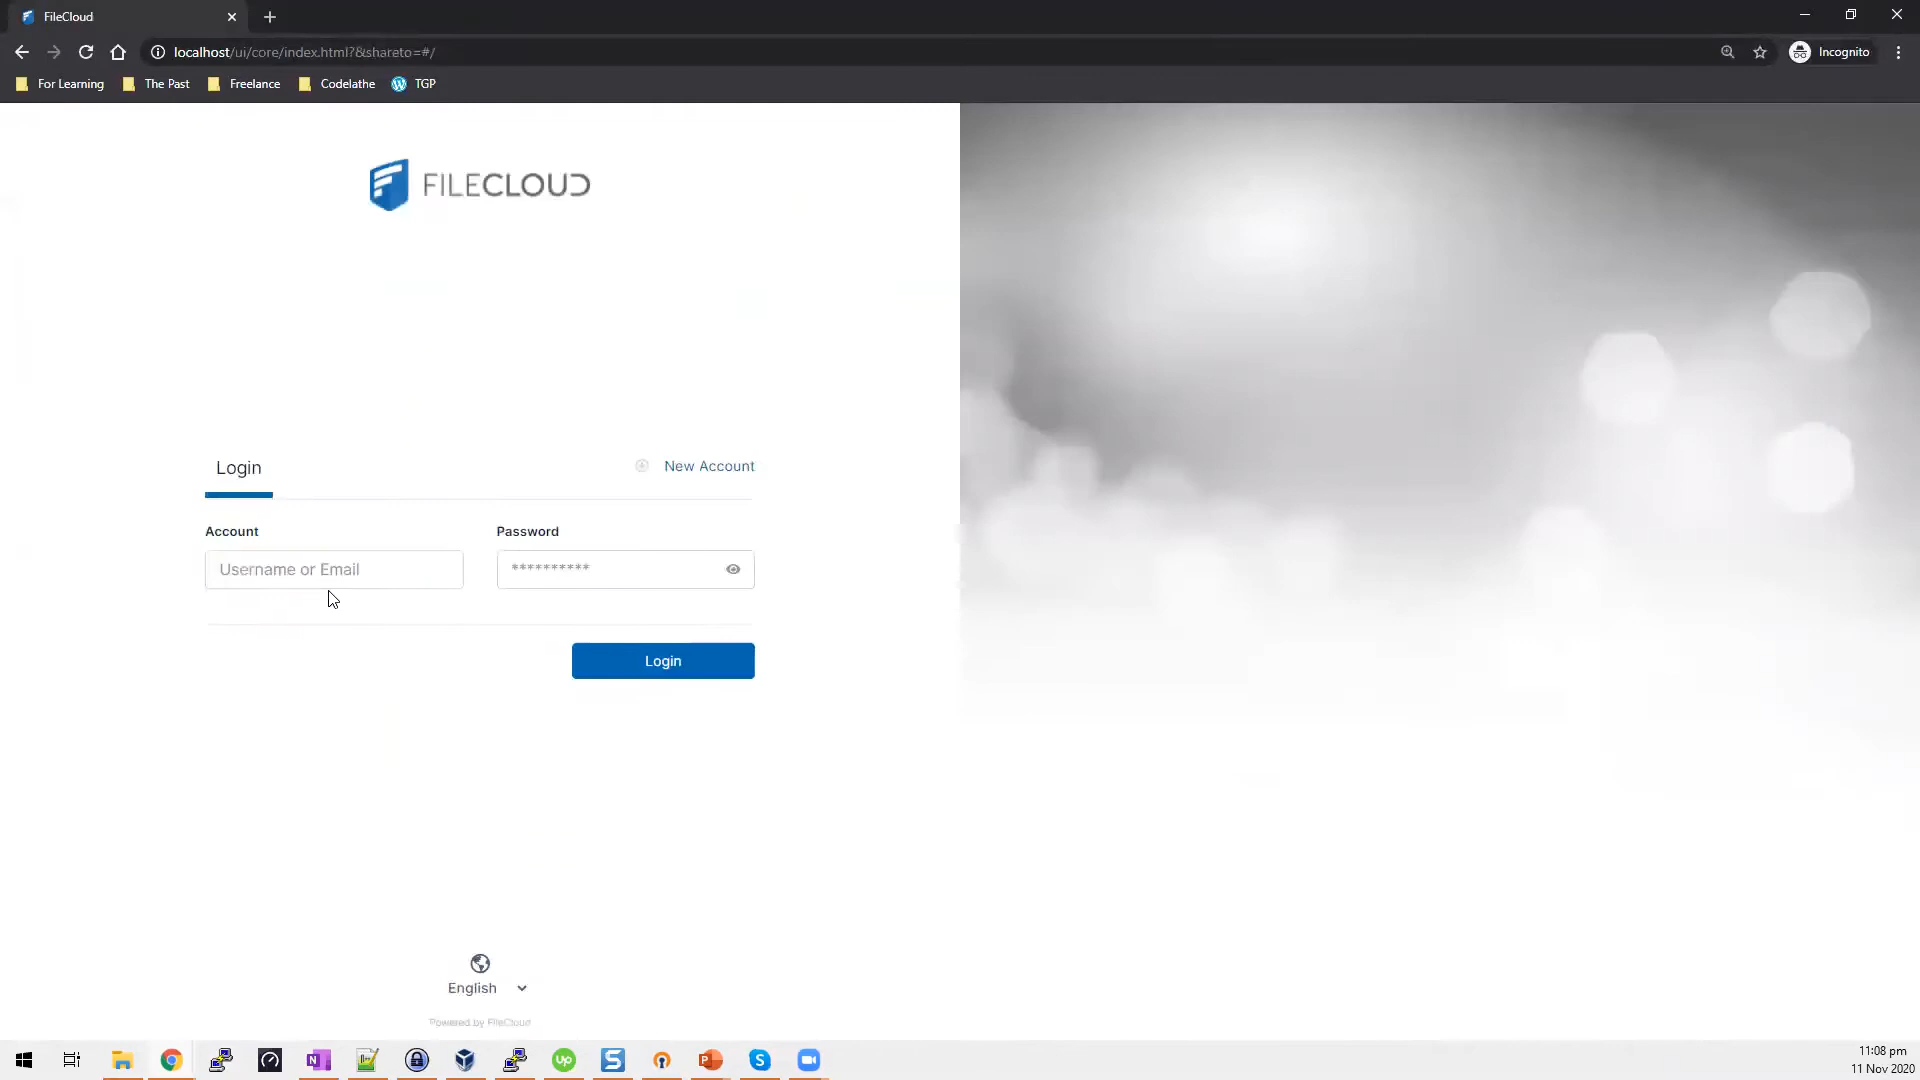 FileCloud
localhost/ui/core/index.html?&shareto=#/
Incognito
For Learning
The Past
Freelance
Codelathe
TGP
FILECLOUD
Login
New Account
Account
Password
Username or Email
**********
Login
English
Powered by FileCloud
11:08 pm
11 Nov 2020